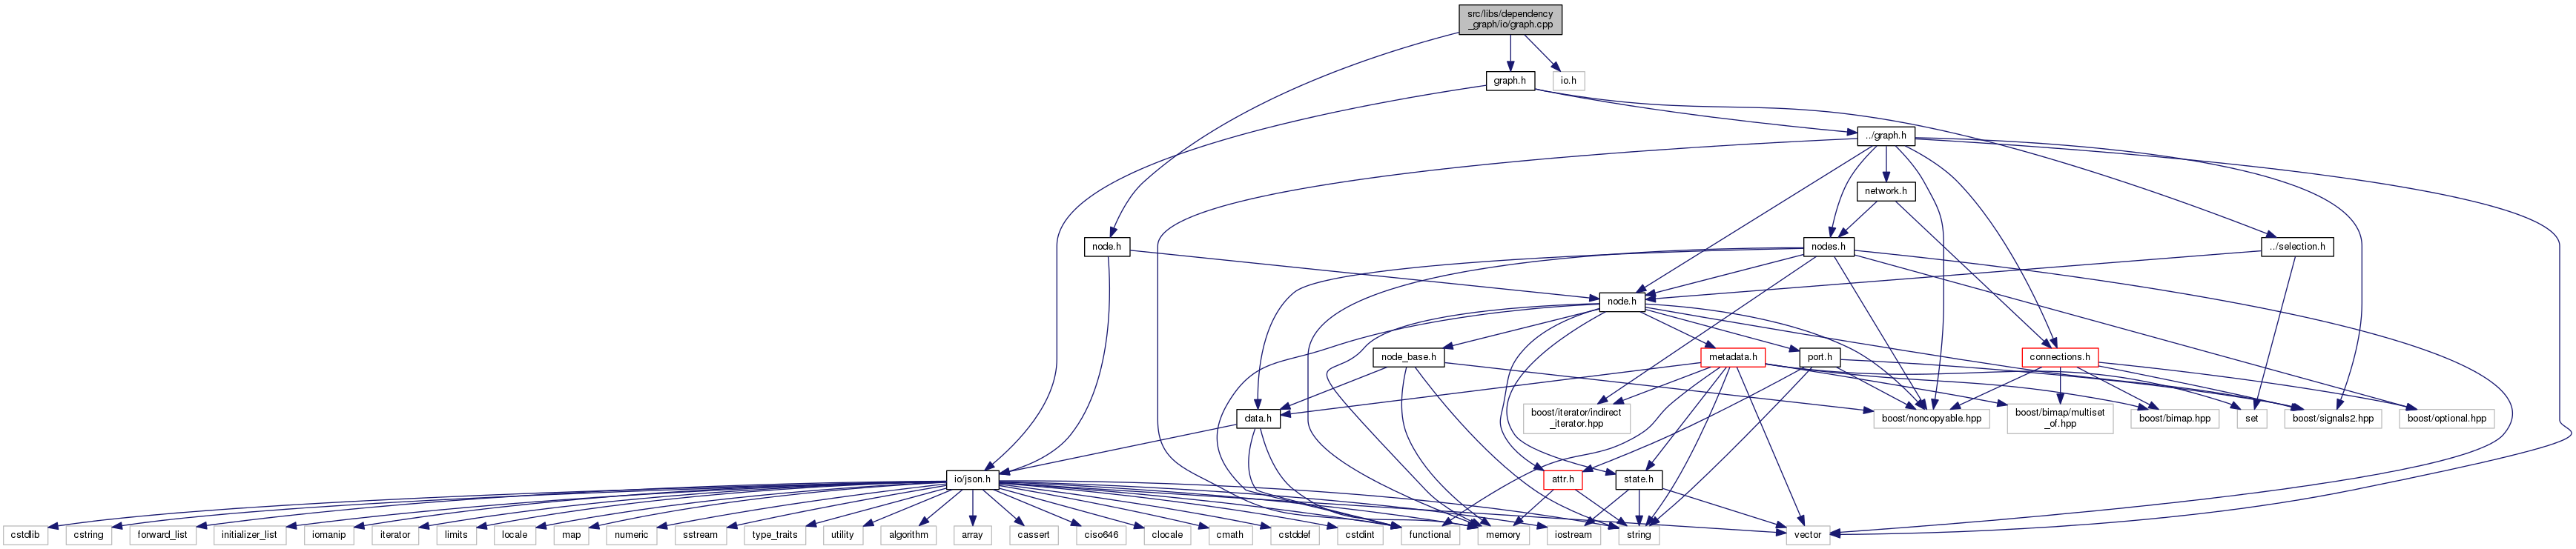 src/libs/dependency
_graph/io/graph.cpp
graph.h
io.h
../graph.h
network.h
node.h
nodes.h
../selection.h
node.h
node_base.h
metadata.h
port.h
connections.h
data.h
boost/iterator/indirect
_iterator.hpp
boost/noncopyable.hpp
boost/bimap/multiset
_of.hpp
boost/bimap.hpp
set
boost/signals2.hpp
boost/optional.hpp
io/json.h
attr.h
state.h
cstdlib
cstring
forward_list
initializer_list
iomanip
iterator
limits
locale
map
numeric
sstream
type_traits
utility
algorithm
array
cassert
ciso646
clocale
cmath
cstddef
cstdint
functional
memory
iostream
string
vector